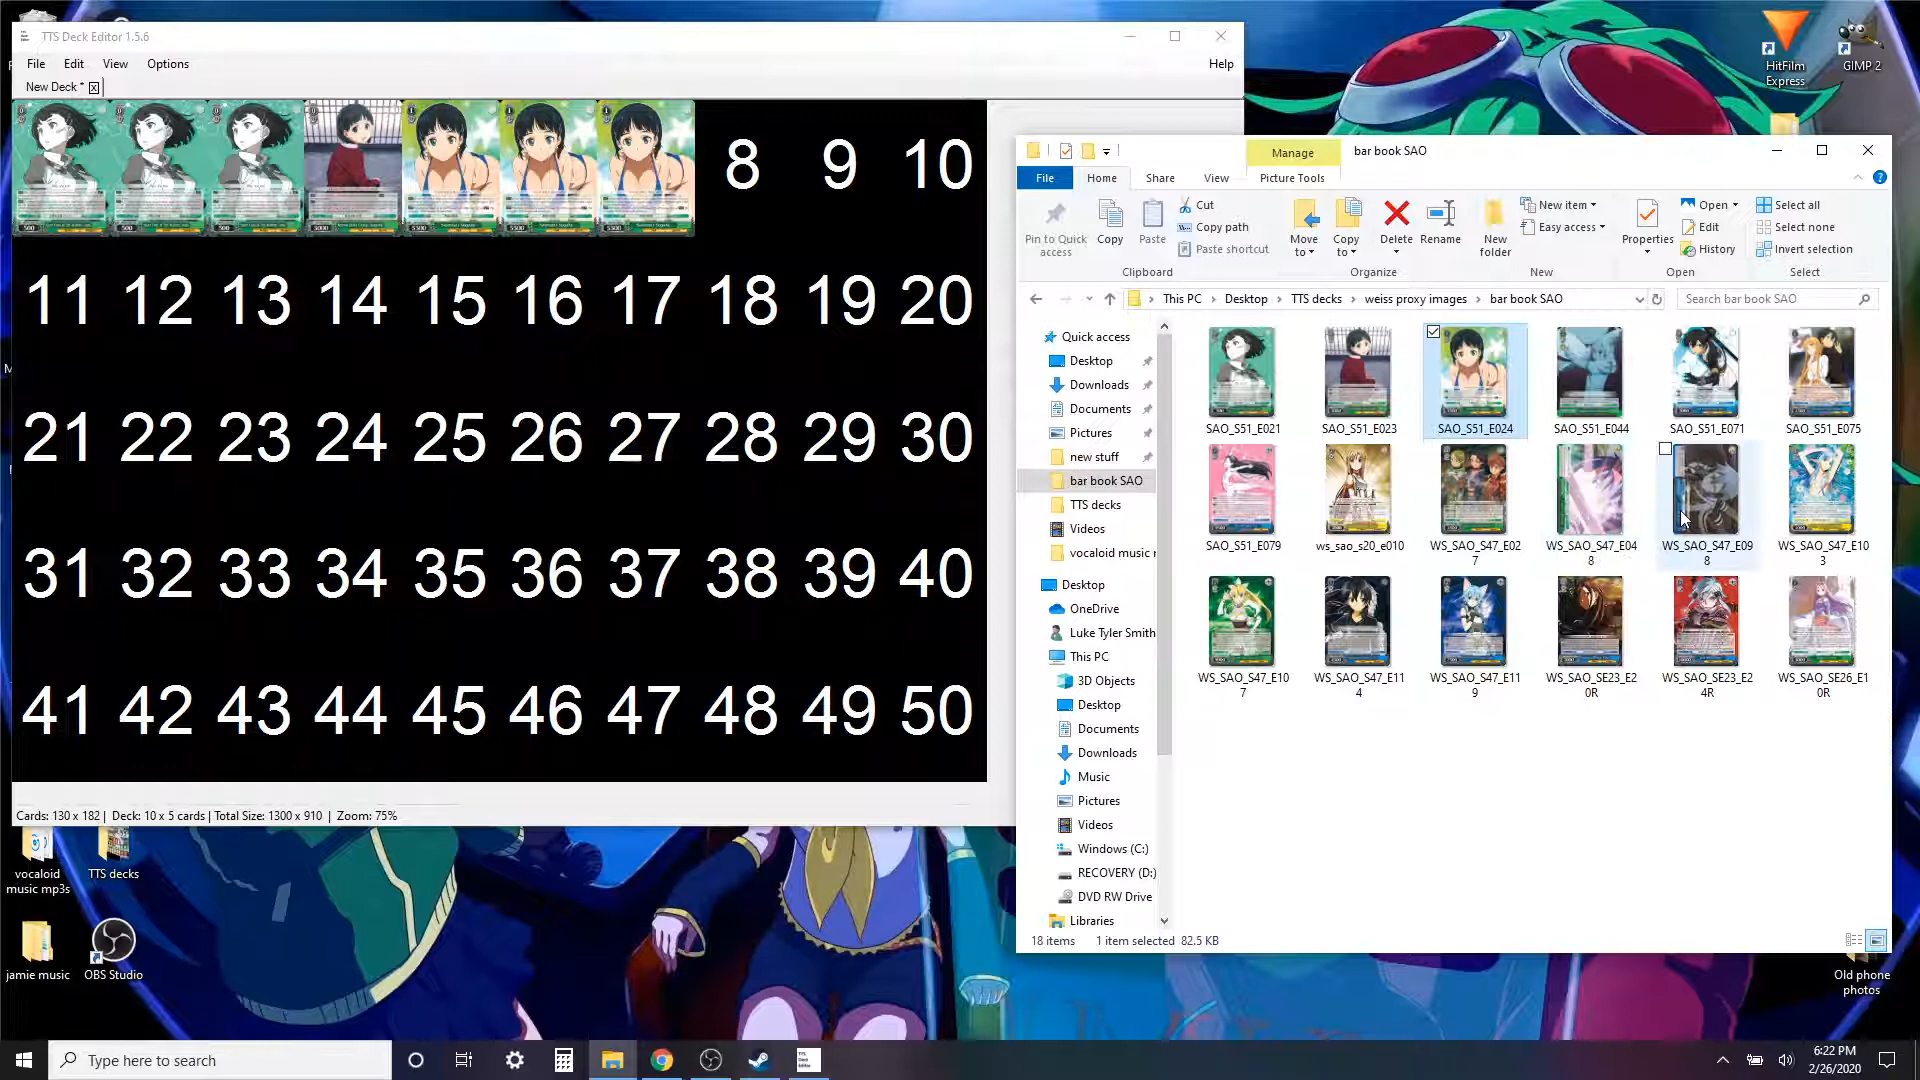 TTS Deck Editor 1.5.6
File Edit View Options Help
New Deck *
8 9 10
11 12 13 14 15 16 17 18 19 20
21 22 23 24 25 26 27 28 29 30
31 32 33 34 35 36 37 38 39 40
41 42 43 44 45 46 47 48 49 50
Cards: 130 x 182 | Deck: 10 x 5 cards | Total Size: 1300 x 910 | Zoom: 75%
Manage
bar book SAO
File Home Share View Picture Tools
Pin to Quick access
Copy
Paste
Cut
Copy path
Paste shortcut
Clipboard
Move to
Copy to
Delete
Rename
Organize
New folder
New item
Easy access
New
Properties
Open
Edit
History
Open
Select all
Select none
Invert selection
Select
This PC > Desktop > TTS decks > weiss proxy images > bar book SAO
Search bar book SAO
Quick access
Desktop
Downloads
Documents
Pictures
new stuff
bar book SAO
TTS decks
Videos
vocaloid music
Desktop
OneDrive
Luke Tyler Smith
This PC
3D Objects
Desktop
Documents
Downloads
Music
Pictures
Videos
Windows (C:)
RECOVERY (D:)
DVD RW Drive
Libraries
SAO_S51_E021
SAO_S51_E023
SAO_S51_E024
SAO_S51_E044
SAO_S51_E071
SAO_S51_E075
SAO_S51_E079
ws_sao_s20_e010
WS_SAO_S47_E027
WS_SAO_S47_E048
WS_SAO_S47_E098
WS_SAO_S47_E103
WS_SAO_S47_E107
WS_SAO_S47_E114
WS_SAO_S47_E119
WS_SAO_SE23_E20R
WS_SAO_SE23_E24R
WS_SAO_SE26_E10R
18 items 1 item selected 82.5 KB
HitFilm Express
GIMP 2
vocaloid music mp3s
TTS decks
jamie music
OBS Studio
Old phone photos
Type here to search
6:22 PM
2/26/2020